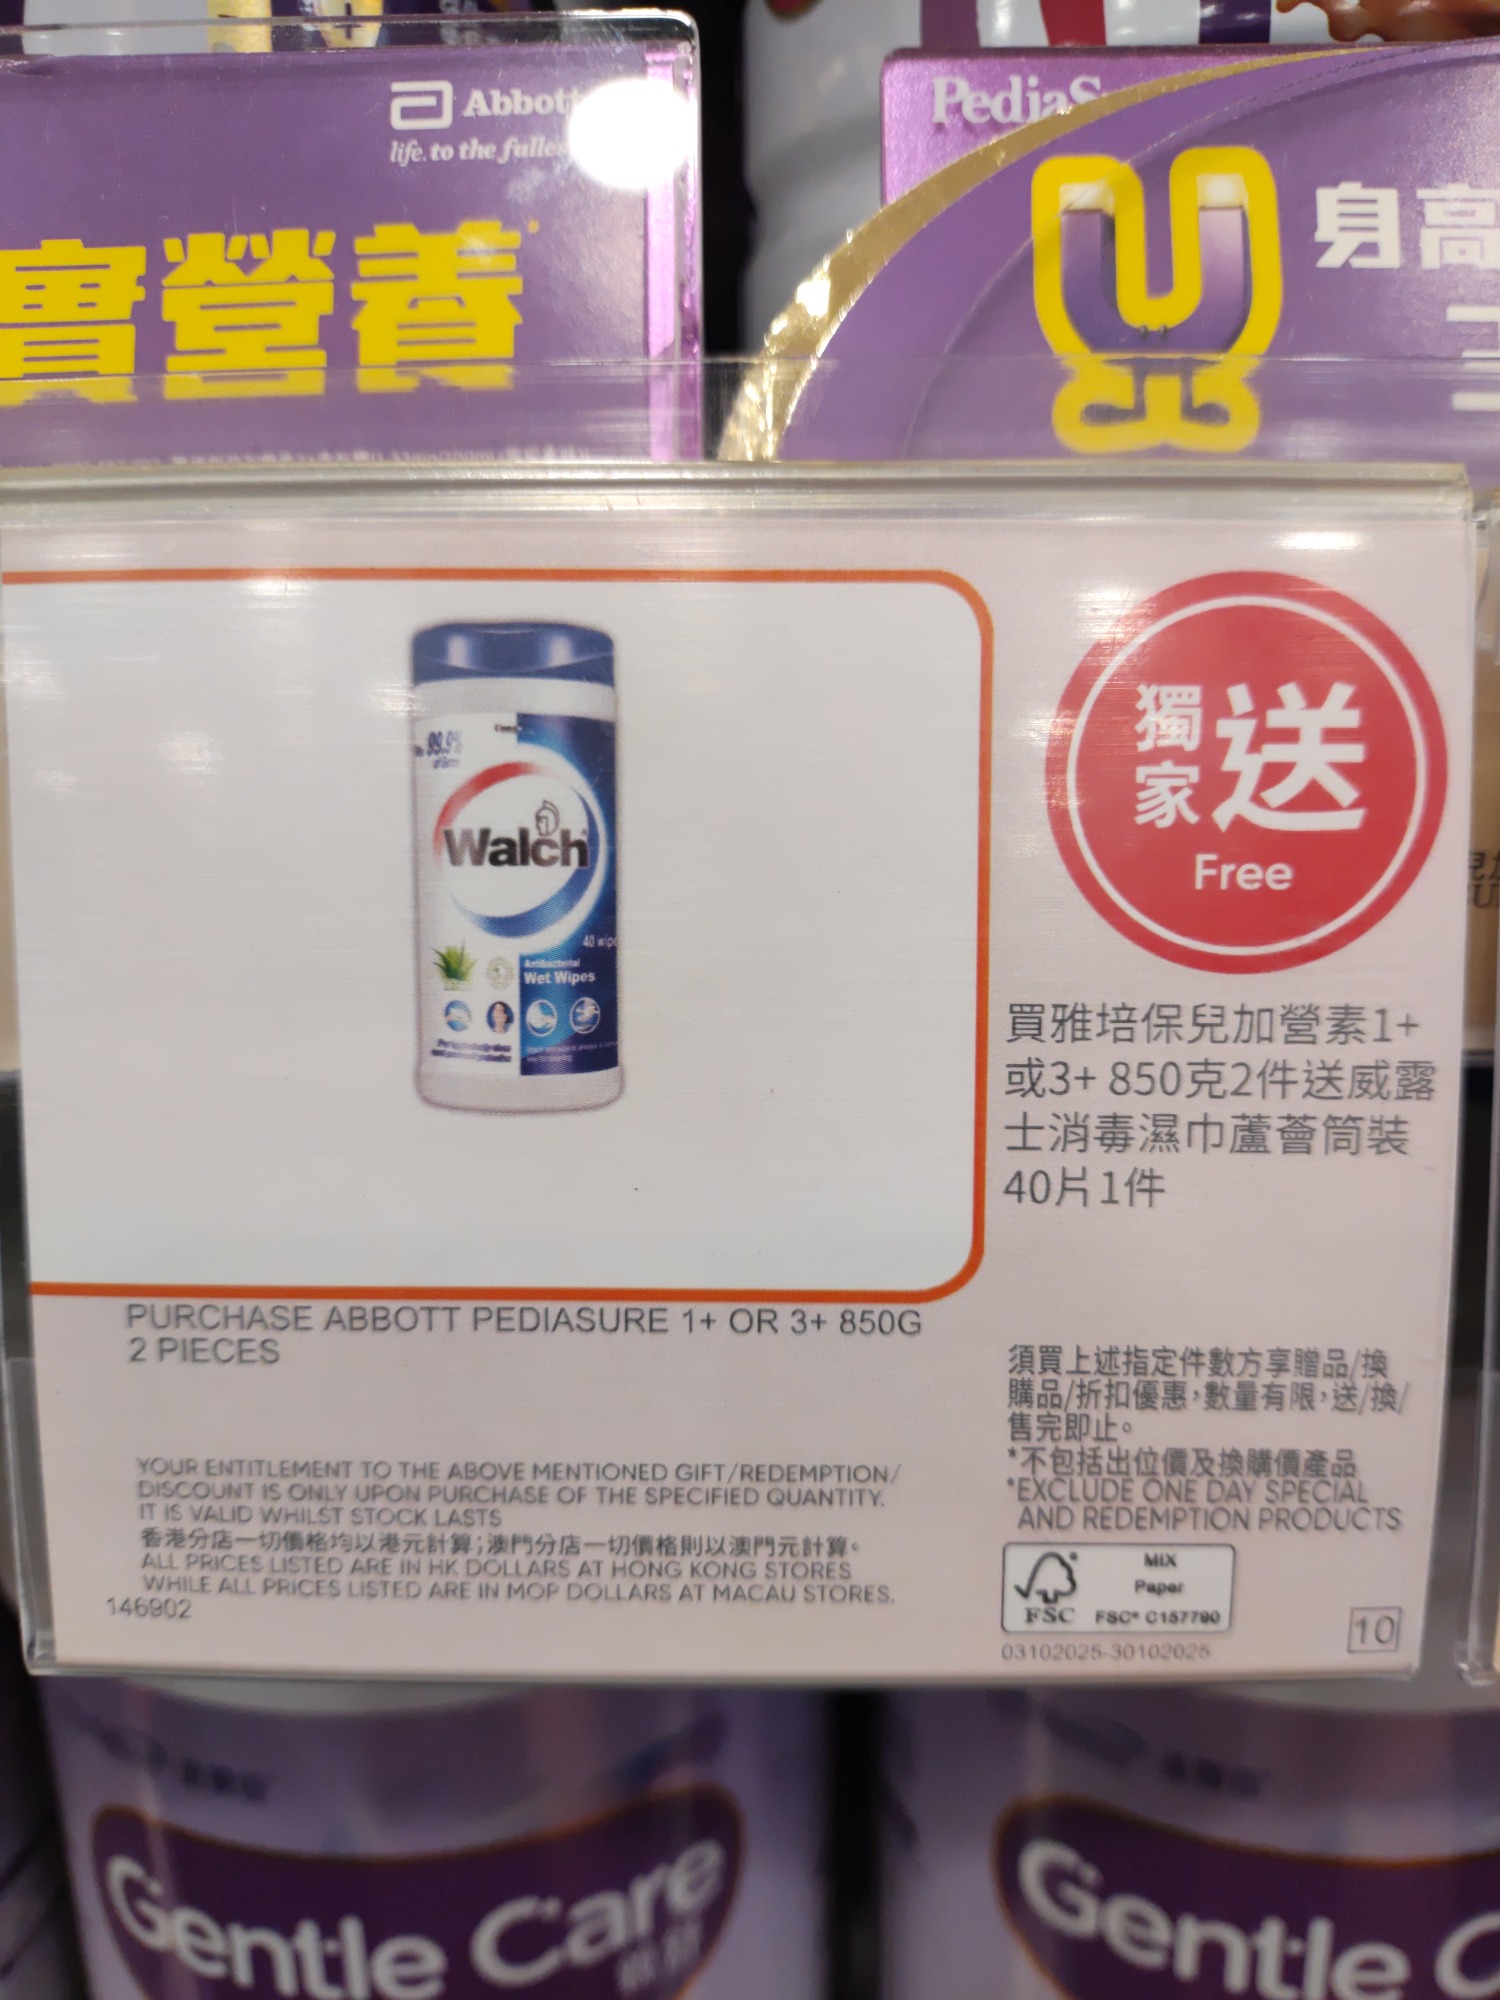 Abbott
life. to the fulles
實營養
PediaS
身高
99.9%
of Germ
Walch
40 wipe
Antibacterial
Wet Wipes
獨家送
Free
買雅培保兒加營素1+
或3+ 850克2件送威露
士消毒濕巾蘆薈筒裝
40片1件
PURCHASE ABBOTT PEDIASURE 1+ OR 3+ 850G
2 PIECES
須買上述指定件數方享贈品/換
購品/折扣優惠,數量有限,送/換/
售完即止。
*不包括出位價及換購價產品
*EXCLUDE ONE DAY SPECIAL
AND REDEMPTION PRODUCTS
YOUR ENTITLEMENT TO THE ABOVE MENTIONED GIFT/REDEMPTION/
DISCOUNT IS ONLY UPON PURCHASE OF THE SPECIFIED QUANTITY.
IT IS VALID WHILST STOCK LASTS
香港分店一切價格均以港元計算;澳門分店一切價格則以澳門元計算。
ALL PRICES LISTED ARE IN HK DOLLARS AT HONG KONG STORES
WHILE ALL PRICES LISTED ARE IN MOP DOLLARS AT MACAU STORES.
146902
MIX
Paper
FSC
FSC® C157790
03102025-30102025
10
Gentle Care
Gentle C